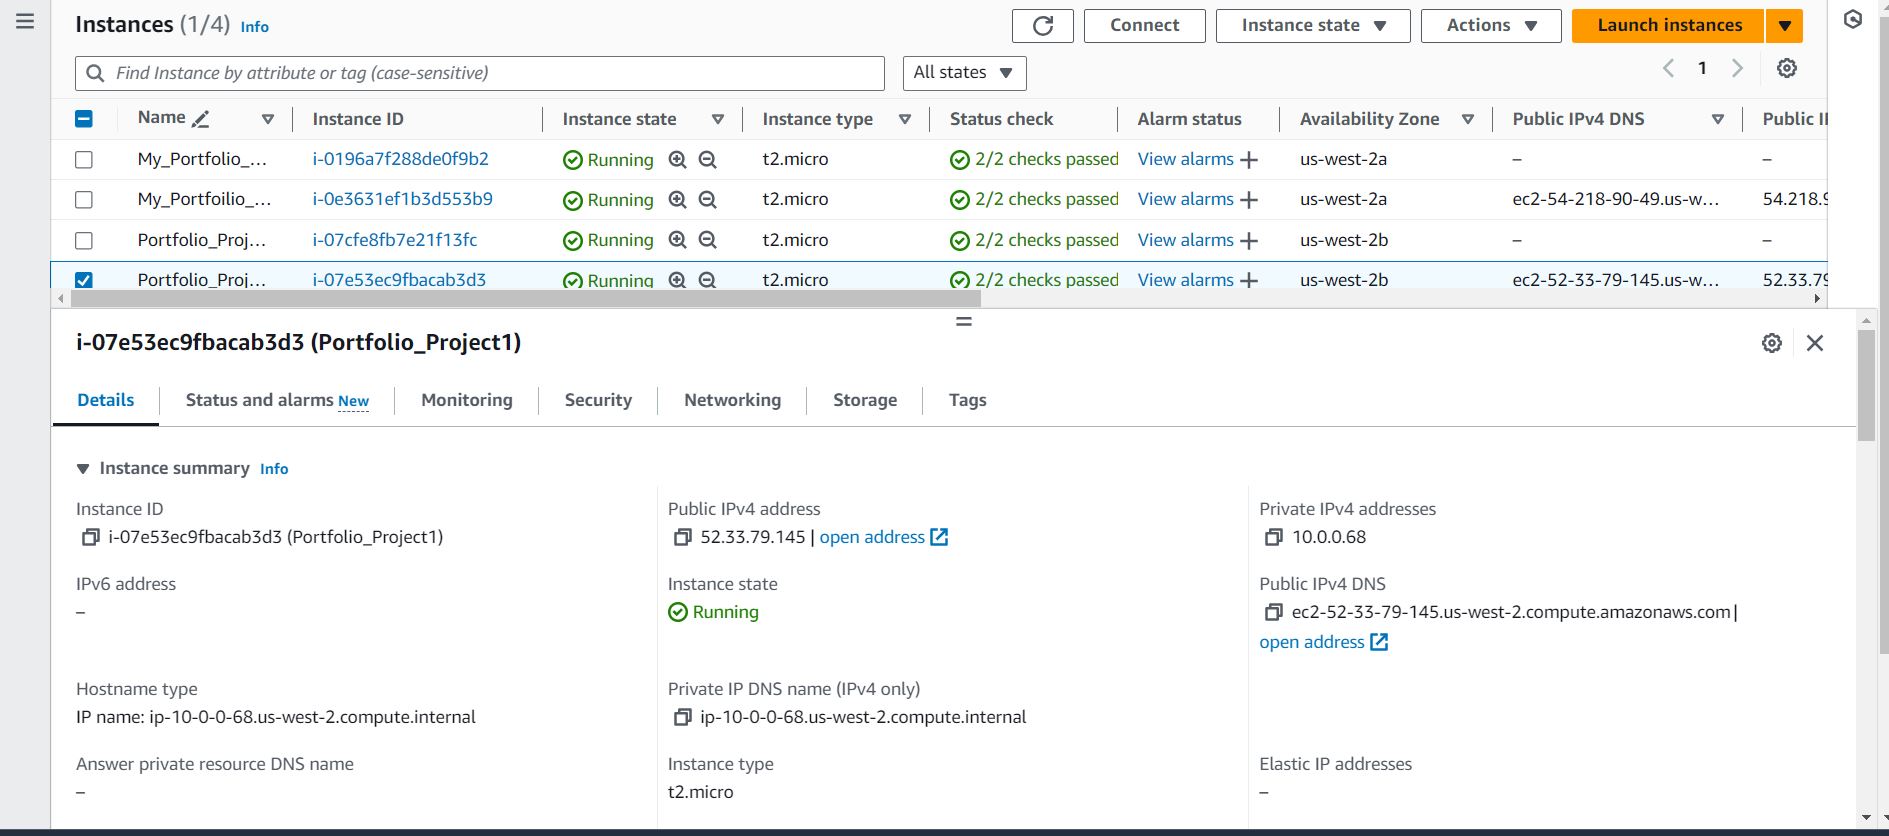 Instances (1/4) Info
Connect
Instance state
Actions
Launch instances
Find Instance by attribute or tag (case-sensitive)
All states
1
Name Instance ID Instance state Instance type Status check Alarm status Availability Zone Public IPv4 DNS Public II
My_Portfolio_... i-0196a7f288de0f9b2 Running t2.micro 2/2 checks passed View alarms + us-west-2a – –
My_Portfoilio_... i-0e3631ef1b3d553b9 Running t2.micro 2/2 checks passed View alarms + us-west-2a ec2-54-218-90-49.us-w... 54.218.9
Portfolio_Proj... i-07cfe8fb7e21f13fc Running t2.micro 2/2 checks passed View alarms + us-west-2b – –
Portfolio_Proj... i-07e53ec9fbacab3d3 Running t2.micro 2/2 checks passed View alarms + us-west-2b ec2-52-33-79-145.us-w... 52.33.79
i-07e53ec9fbacab3d3 (Portfolio_Project1)
Details
Status and alarms New
Monitoring
Security
Networking
Storage
Tags
Instance summary Info
Instance ID
i-07e53ec9fbacab3d3 (Portfolio_Project1)
Public IPv4 address
52.33.79.145 | open address
Private IPv4 addresses
10.0.0.68
IPv6 address
–
Instance state
Running
Public IPv4 DNS
ec2-52-33-79-145.us-west-2.compute.amazonaws.com |
open address
Hostname type
IP name: ip-10-0-0-68.us-west-2.compute.internal
Private IP DNS name (IPv4 only)
ip-10-0-0-68.us-west-2.compute.internal
Answer private resource DNS name
–
Instance type
t2.micro
Elastic IP addresses
–